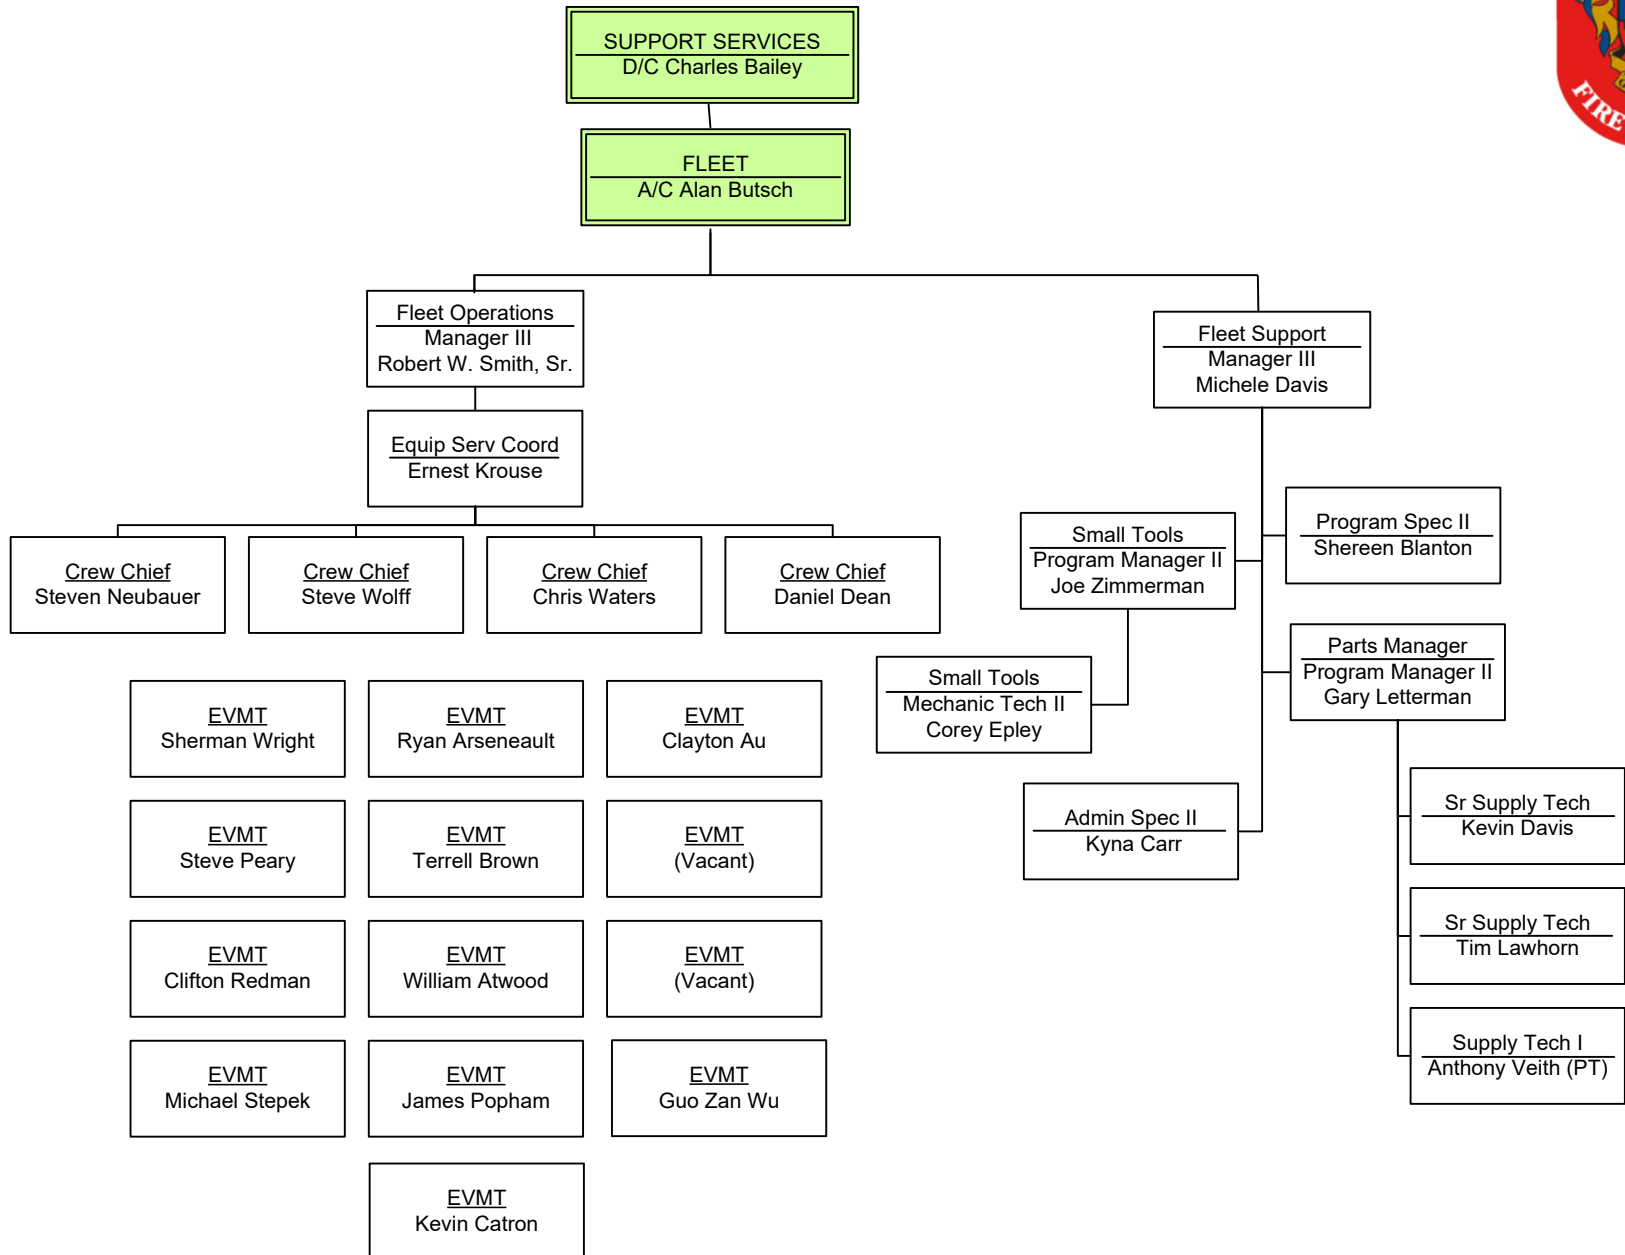 SUPPORT SERVICES
D/C Charles Bailey
FIRE
FLEET
A/C Alan Butsch
Fleet Operations
Manager III
Robert W. Smith, Sr.
Fleet Support
Manager III
Michele Davis
Equip Serv Coord
Ernest Krouse
Crew Chief
Steven Neubauer
Crew Chief
Steve Wolff
Crew Chief
Chris Waters
Crew Chief
Daniel Dean
Small Tools
Program Manager II
Joe Zimmerman
Program Spec II
Shereen Blanton
Small Tools
Mechanic Tech II
Corey Epley
Parts Manager
Program Manager II
Gary Letterman
Admin Spec II
Kyna Carr
Sr Supply Tech
Kevin Davis
Sr Supply Tech
Tim Lawhorn
Supply Tech I
Anthony Veith (PT)
EVMT
Sherman Wright
EVMT
Ryan Arseneault
EVMT
Clayton Au
EVMT
Steve Peary
EVMT
Terrell Brown
EVMT
(Vacant)
EVMT
Clifton Redman
EVMT
William Atwood
EVMT
(Vacant)
EVMT
Michael Stepek
EVMT
James Popham
EVMT
Guo Zan Wu
EVMT
Kevin Catron